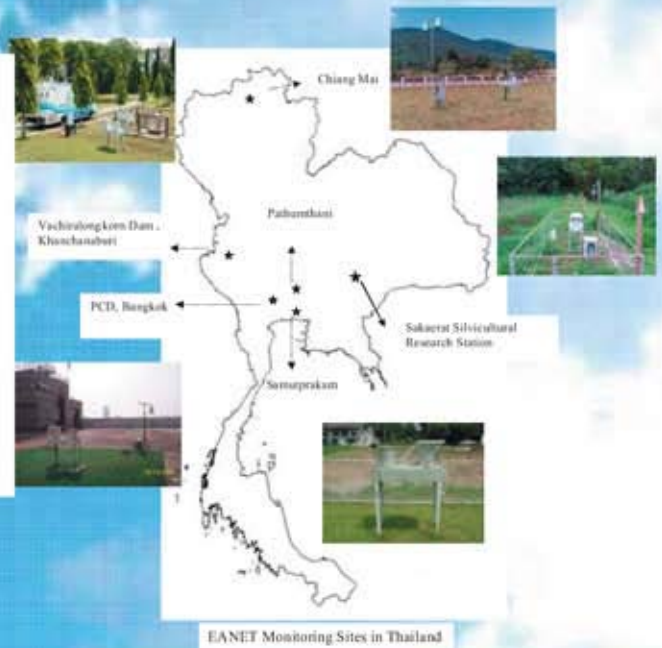 Chiang Mai
Pathumthani
Vachiralongkorn Dam ,
Khanchanaburi
PCD, Bangkok
Sakaerat Silvicultural
Research Station
Samutprakarn
EANET Monitoring Sites in Thailand